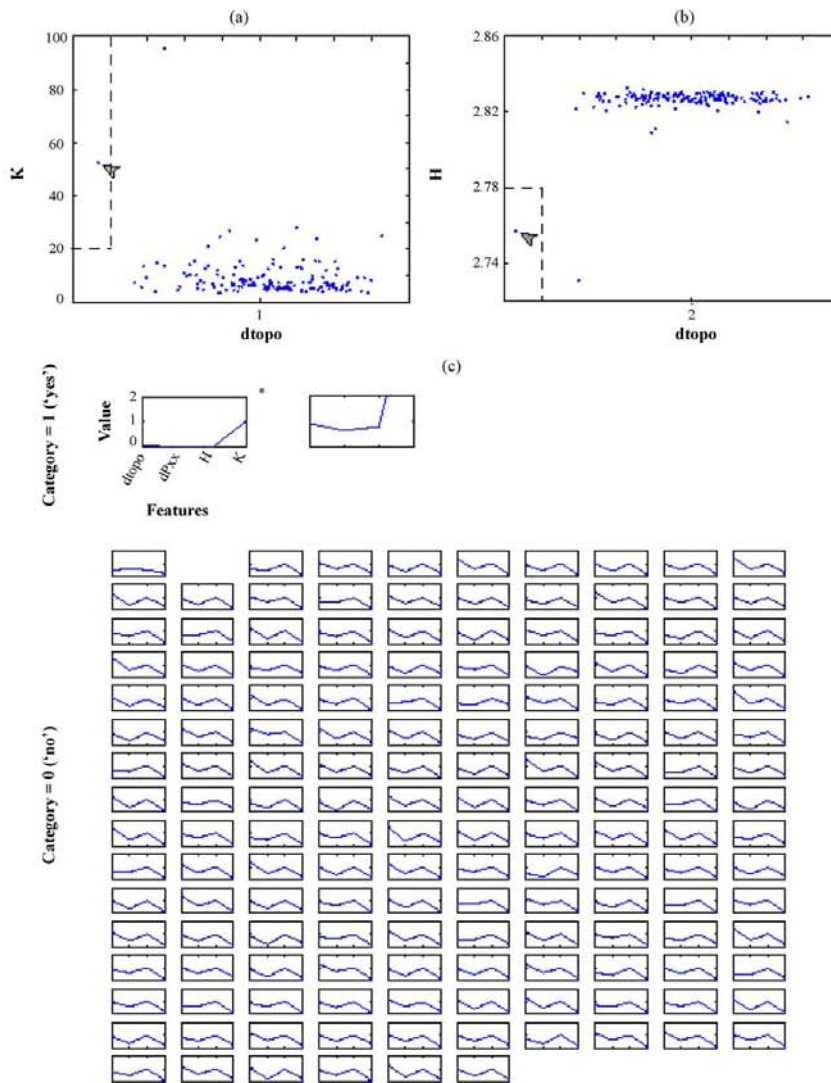 (a)
(b)
100
80
60
40
20
0
K
1
dtopo
2.86
2.82
2.78
2.74
H
2
dtopo
(c)
Category = 1 ('yes')
Value
2
1
0
dtopo
dPxx
H
K
*
Features
Category = 0 ('no')